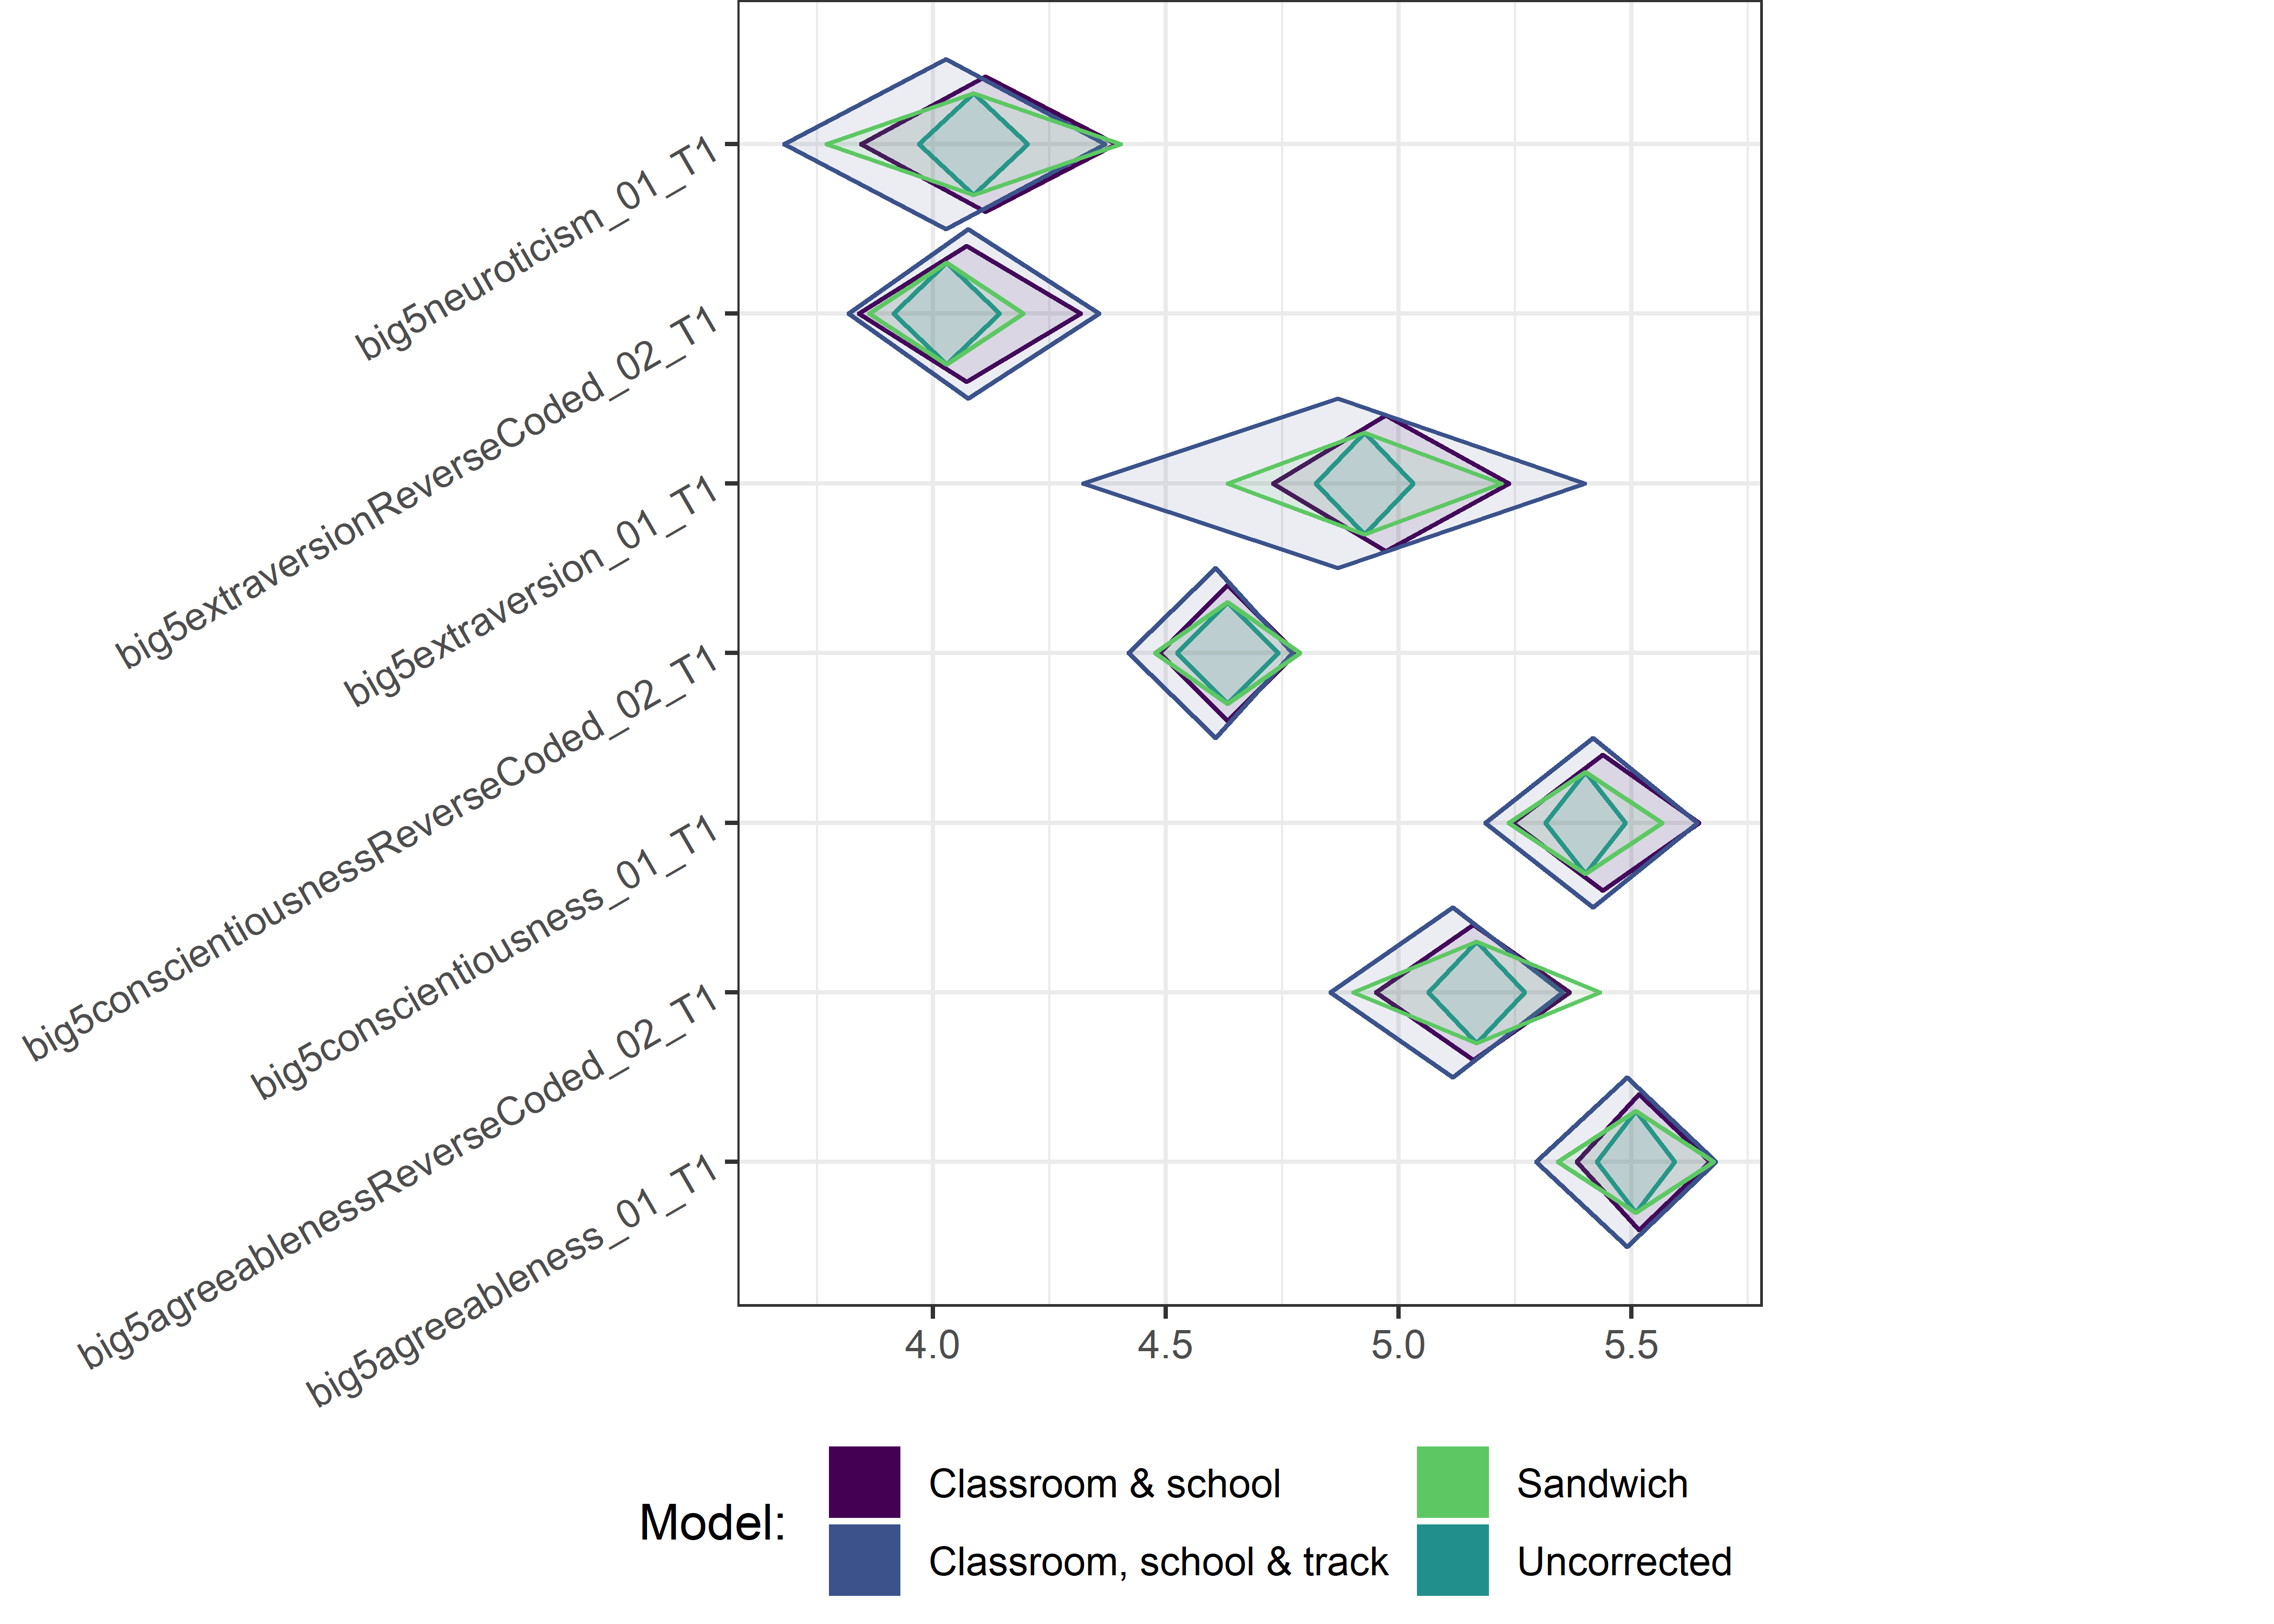 big5neuroticism_01_T1
big5extraversionReverseCoded_02_T1
big5extraversion_01_T1
big5conscientiousnessReverseCoded_02_T1
big5conscientiousness_01_T1
big5agreeablenessReverseCoded_02_T1
big5agreeableness_01_T1
4.0 4.5 5.0 5.5
Model:
Classroom & school
Classroom, school & track
Sandwich
Uncorrected